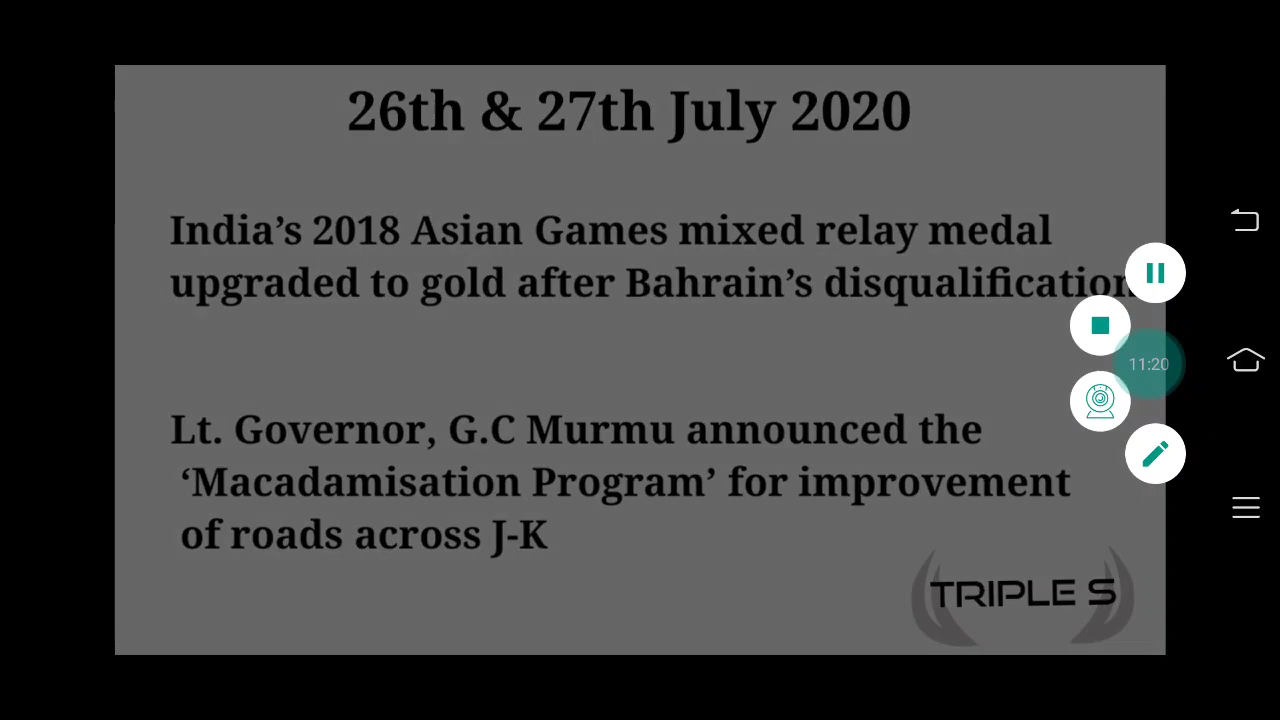 26th & 27th July 2020
India’s 2018 Asian Games mixed relay medal
upgraded to gold after Bahrain’s disqualification
11:20
Lt. Governor, G.C Murmu announced the
‘Macadamisation Program’ for improvement
of roads across J-K
TRIPLE S